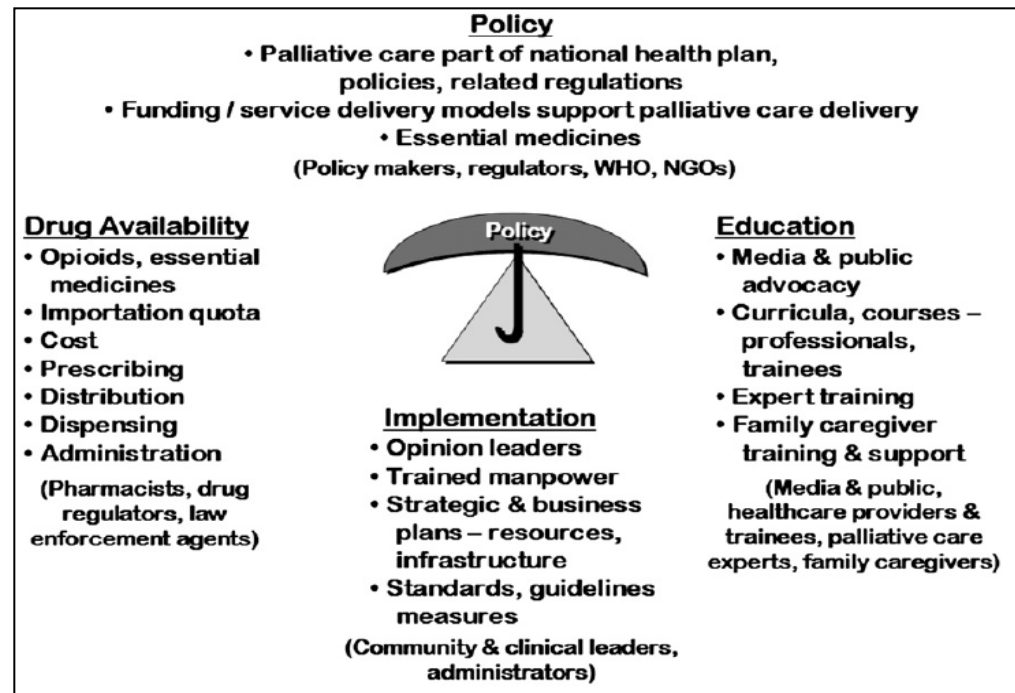 Policy
• Palliative care part of national health plan,
policies, related regulations
• Funding / service delivery models support palliative care delivery
• Essential medicines
(Policy makers, regulators, WHO, NGOs)
Policy
Drug Availability
• Opioids, essential
medicines
• Importation quota
• Cost
• Prescribing
• Distribution
• Dispensing
• Administration
(Pharmacists, drug
regulators, law
enforcement agents)
Implementation
• Opinion leaders
• Trained manpower
• Strategic & business
plans – resources,
infrastructure
• Standards, guidelines
measures
(Community & clinical leaders,
administrators)
Education
• Media & public
advocacy
• Curricula, courses –
professionals,
trainees
• Expert training
• Family caregiver
training & support
(Media & public,
healthcare providers &
trainees, palliative care
experts, family caregivers)